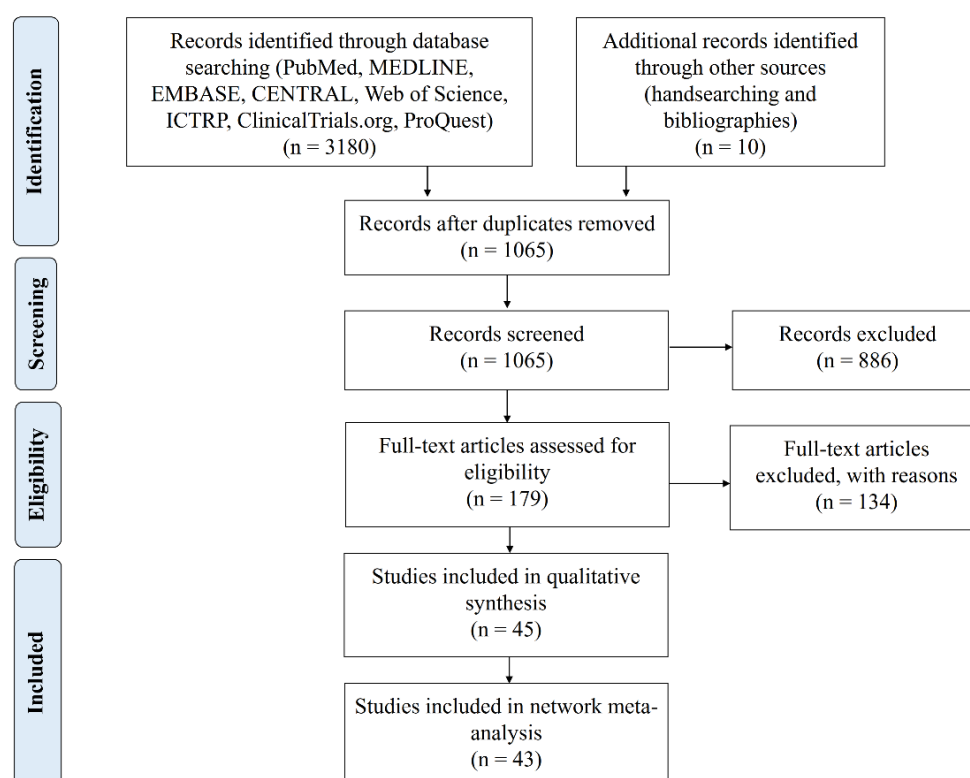 Identification
Records identified through database
searching (PubMed, MEDLINE,
EMBASE, CENTRAL, Web of Science,
ICTRP, ClinicalTrials.org, ProQuest)
(n = 3180)
Additional records identified
through other sources
(handsearching and
bibliographies)
(n = 10)
Records after duplicates removed
(n = 1065)
Screening
Records screened
(n = 1065)
Records excluded
(n = 886)
Eligibility
Full-text articles assessed for
eligibility
(n = 179)
Full-text articles
excluded, with reasons
(n = 134)
Included
Studies included in qualitative
synthesis
(n = 45)
Studies included in network meta-
analysis
(n = 43)